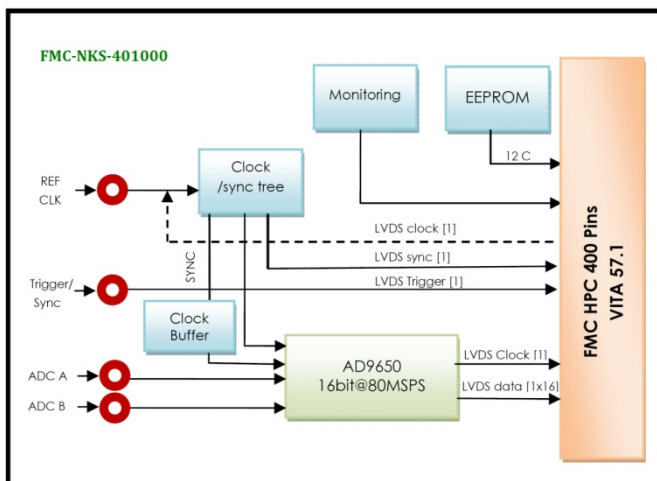 FMC-NKS-401000
Monitoring
EEPROM
12 C
REF
CLK
Clock
/sync tree
LVDS clock [1]
LVDS sync [1]
SYNC
Trigger/
Sync
LVDS Trigger [1]
Clock
Buffer
ADC A
ADC B
AD9650
16bit@80MSPS
LVDS Clock [1]
LVDS data [1x16]
FMC HPC 400 Pins
VITA 57.1